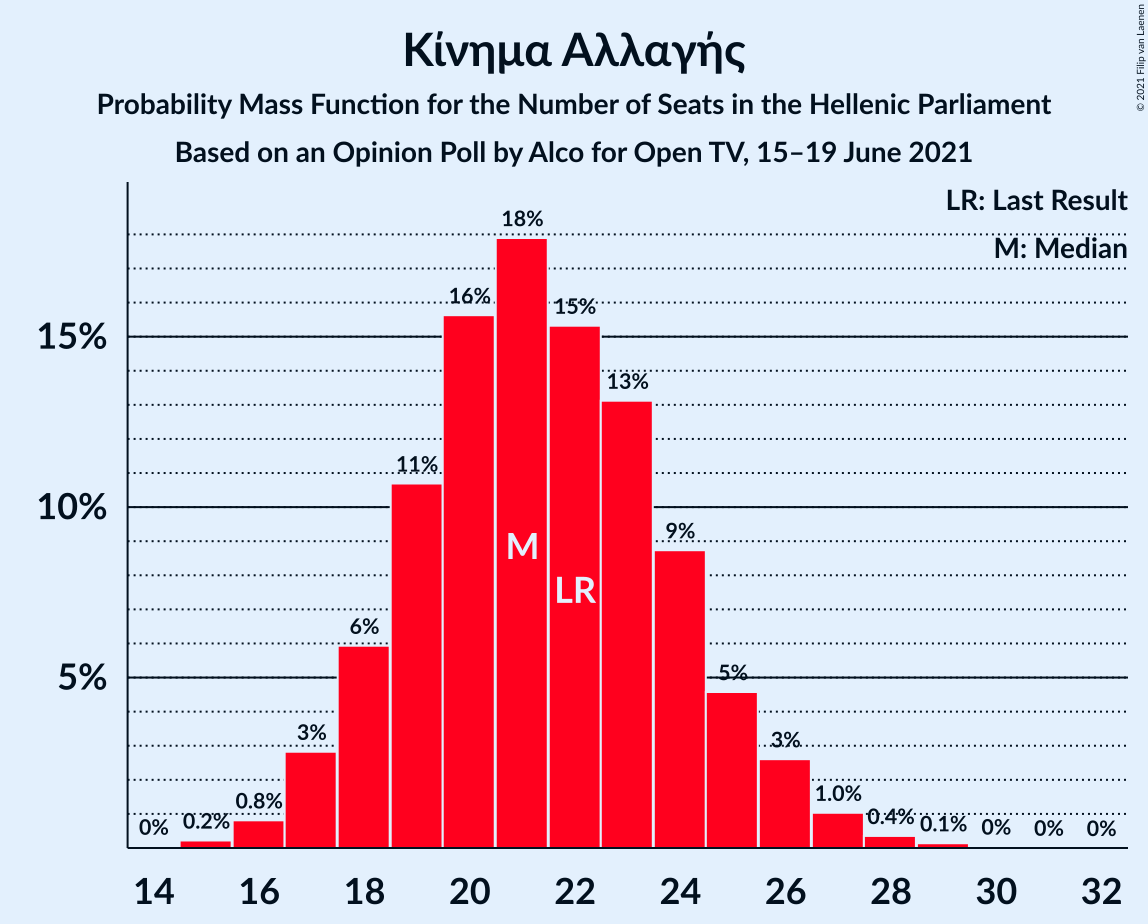 Κίνημα Αλλαγής
Probability Mass Function for the Number of Seats in the Hellenic Parliament
Based on an Opinion Poll by Alco for Open TV, 15–19 June 2021
© 2021 Filip van Laenen
LR: Last Result
M: Median
18%
16%
15%
15%
13%
11%
10%
9%
M
LR
6%
5%
5%
3%
3%
0.8%
1.0%
0%
0.2%
0.4%
0.1%
0%
0%
0%
14 16 18 20 22 24 26 28 30 32